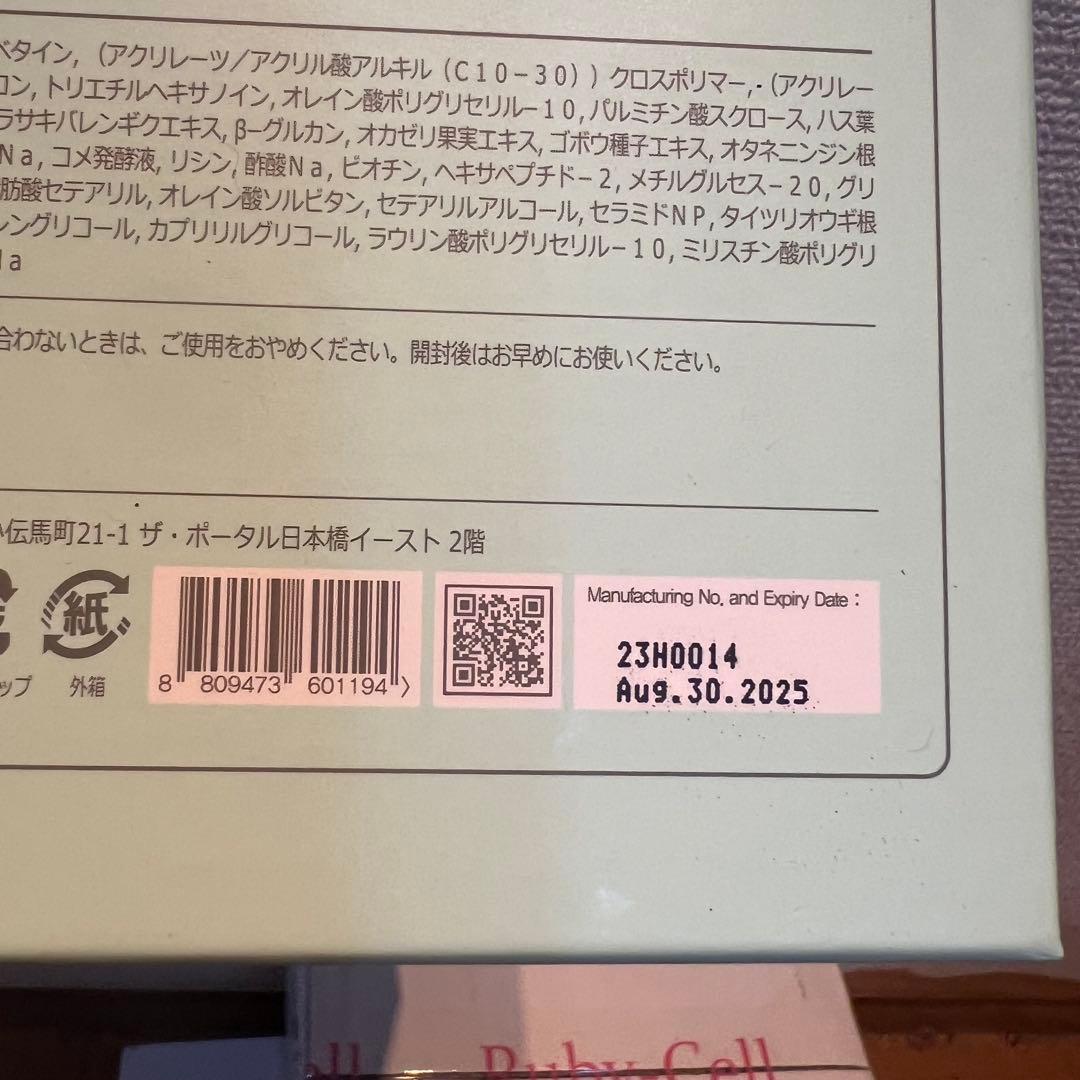 ベタイン, (アクリレーツ/アクリル酸アルキル (C10-30)) クロスポリマー, (アクリレー
コン, トリエチルヘキサノイン, オレイン酸ポリグリセリル-10, パルミチン酸スクロース, ハス葉
ラサキバレンギクエキス, β-グルカン, オカゼリ果実エキス, ゴボウ種子エキス, オタネニンジン根
Na, コメ発酵液, リシン, 酢酸Na, ビオチン, ヘキサペプチド-2, メチルグルセス-20, グリ
肪酸セテアリル, オレイン酸ソルビタン, セテアリルアルコール, セラミドNP, タイツリオウギ根
レングリコール, カプリリルグリコール, ラウリン酸ポリグリセリル-10, ミリスチン酸ポリグリ
Na
合わないときは、ご使用をおやめください。開封後はお早めにお使いください。
伝馬町21-1 ザ・ポータル日本橋イースト 2階
紙
ップ
外箱
8 809473 601194 >
Manufacturing No. and Expiry Date :
23H0014
Aug.30.2025
ell Ruby-Cell